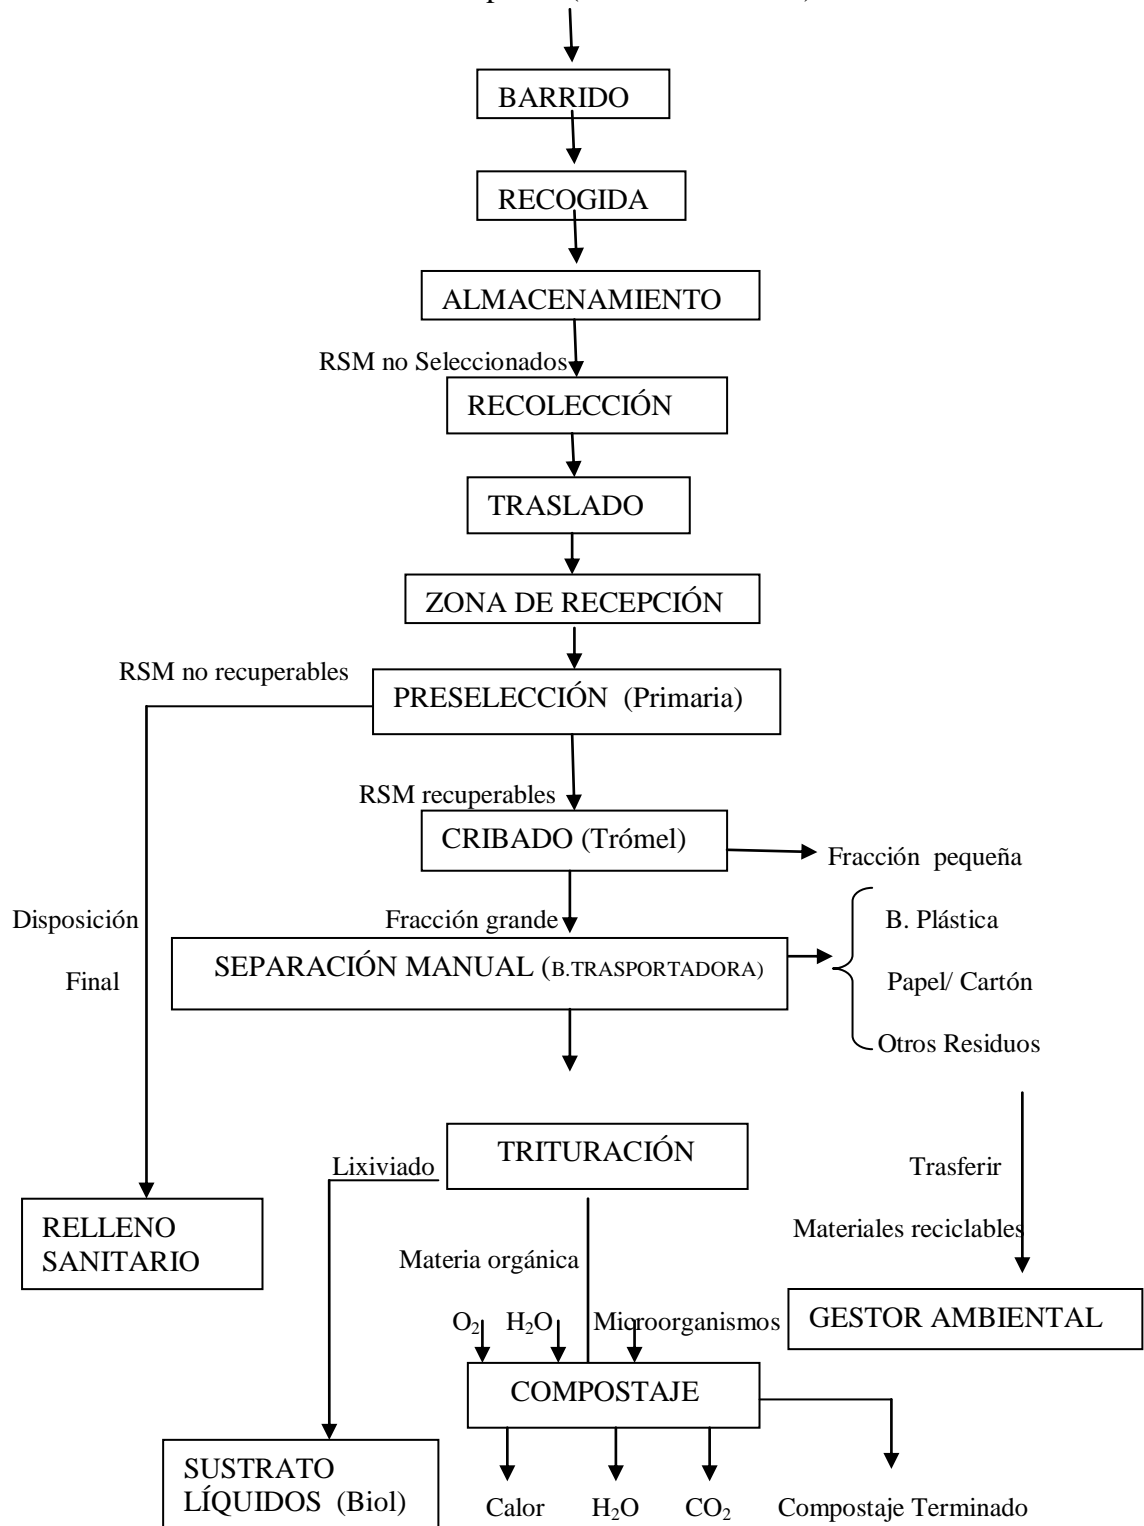 BARRIDO
RECOGIDA
ALMACENAMIENTO
RSM no Seleccionados
RECOLECCIÓN
TRASLADO
ZONA DE RECEPCIÓN
RSM no recuperables
PRESELECCIÓN (Primaria)
RSM recuperables
CRIBADO (Trómel)
Fracción pequeña
Disposición
Final
Fracción grande
SEPARACIÓN MANUAL (B.TRASPORTADORA)
B. Plástica
Papel/ Cartón
Otros Residuos
TRITURACIÓN
Lixiviado
Trasferir
Materiales reciclables
RELLENO
SANITARIO
Materia orgánica
GESTOR AMBIENTAL
O₂ H₂O Microorganismos
COMPOSTAJE
SUSTRATO
LÍQUIDOS (Biol)
Calor H₂O CO₂ Compostaje Terminado